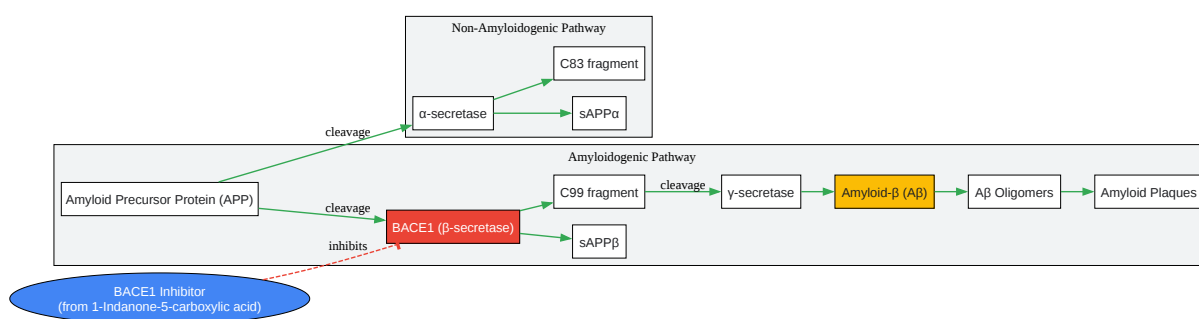 Non-Amyloidogenic Pathway
C83 fragment
α-secretase
sAPPα
cleavage
Amyloidogenic Pathway
Amyloid Precursor Protein (APP)
cleavage
BACE1 (β-secretase)
C99 fragment
cleavage
γ-secretase
Amyloid-β (Aβ)
Aβ Oligomers
Amyloid Plaques
sAPPβ
inhibits
BACE1 Inhibitor
(from 1-Indanone-5-carboxylic acid)